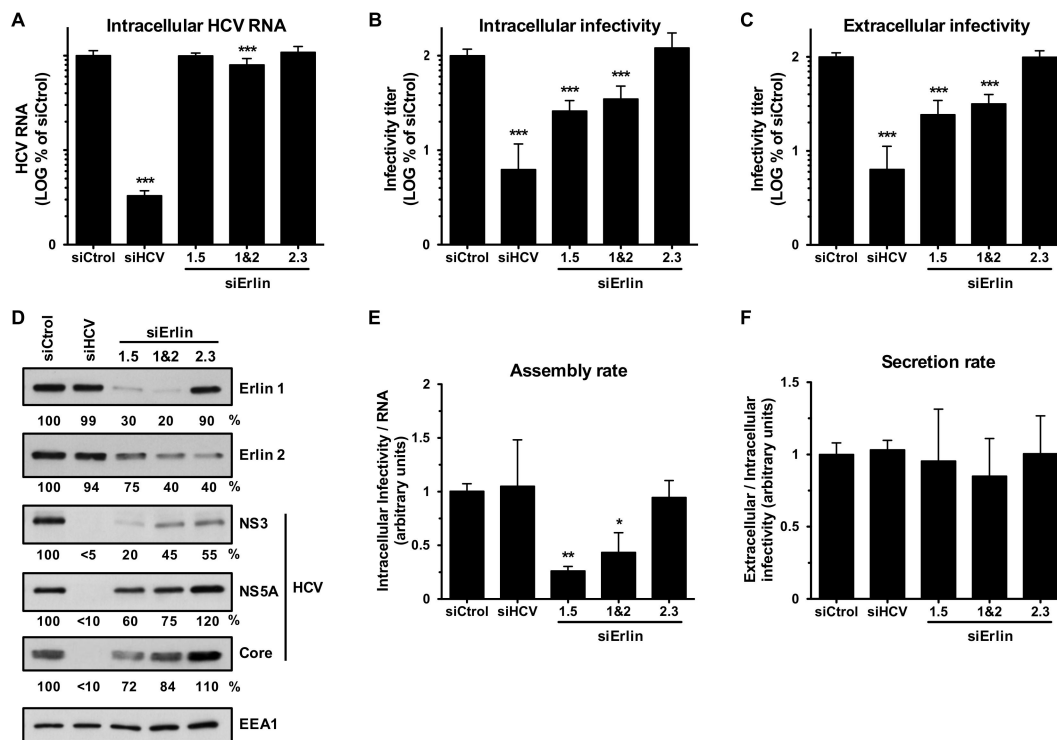 A
Intracellular HCV RNA
HCV RNA
(LOG % of siCtrol)
0
***
***
siCtrol siHCV 1.5 1&2 2.3
siErlin
B
Intracellular infectivity
Infectivity titer
(LOG % of siCtrol)
2
2
0
***
***
***
siCtrol siHCV 1.5 1&2 2.3
siErlin
C
Extracellular infectivity
Infectivity titer
(LOG % of siCtrol)
2
2
0
***
***
***
siCtrol siHCV 1.5 1&2 2.3
siErlin
D
siCtrol siHCV siErlin
1.5 1&2 2.3
Erlin 1
100 99 30 20 90 %
Erlin 2
100 94 75 40 40 %
NS3
100 <5 20 45 55 %
NS5A
100 <10 60 75 120 %
Core
100 <10 72 84 110 %
HCV
EEA1
E
Assembly rate
Intracellular Infectivity / RNA
(arbitrary units)
2
1.5
1
0.5
0
**
*
siCtrol siHCV 1.5 1&2 2.3
siErlin
F
Secretion rate
Extracellular / Intracellular
infectivity (arbitrary units)
1.5
1
0.5
0
siCtrol siHCV 1.5 1&2 2.3
siErlin